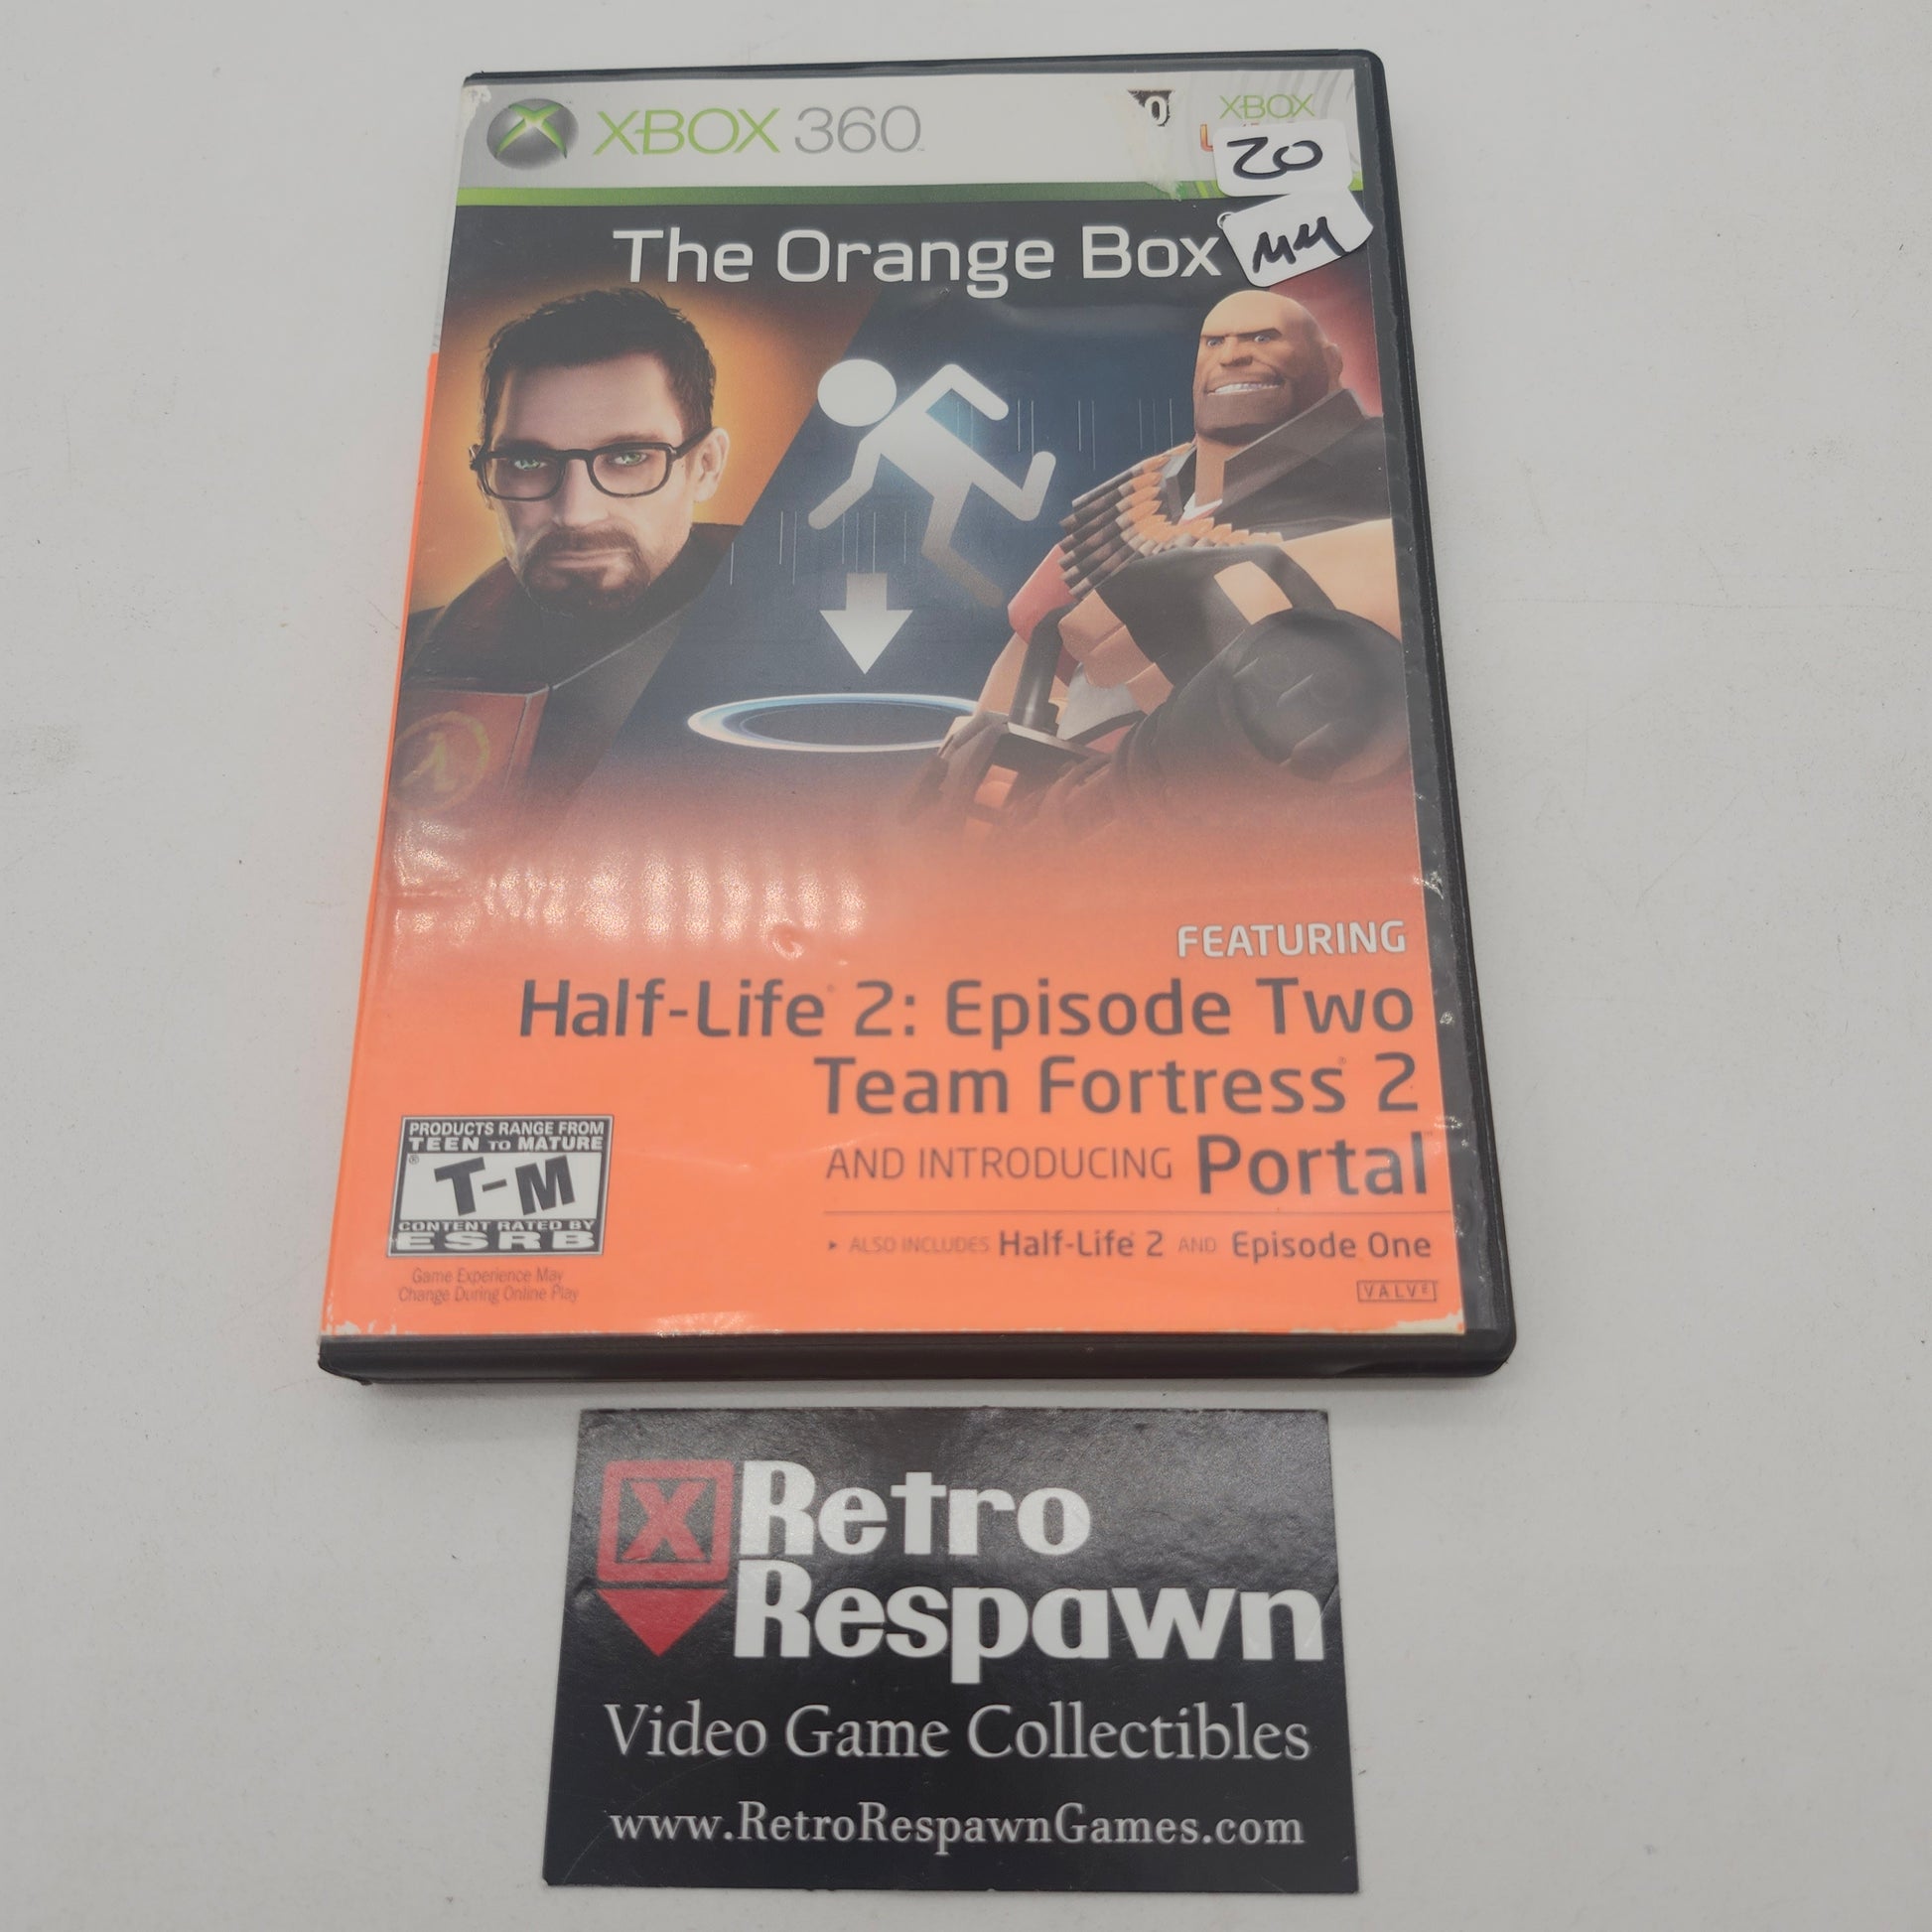 XBOX 360
0
XBOX
20
MM
The Orange Box
FEATURING
Half-Life® 2: Episode Two
Team Fortress® 2
AND INTRODUCING Portal
▸ ALSO INCLUDES Half-Life® 2 AND Episode One
VALVE
PRODUCTS RANGE FROM
TEEN TO MATURE
T-M
CONTENT RATED BY
ESRB
Game Experience May
Change During Online Play
X Retro
Respawn
Video Game Collectibles
www.RetroRespawnGames.com